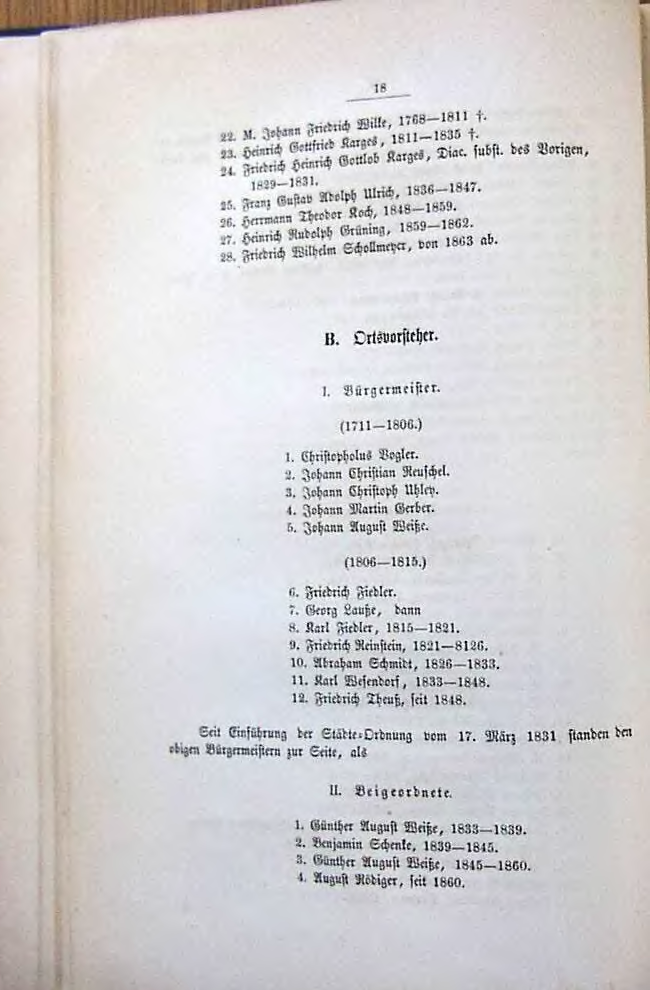 18
22. M. Johann Friedrich Wilke, 1768—1811 †.
23. Heinrich Gottfried Karges, 1811—1835 †.
24. Friedrich Heinrich Gottlob Karges, Diac. subst. des Vorigen,
1829—1831.
25. Franz Gustav Adolph Ulrich, 1836—1847.
26. Herrmann Theodor Koch, 1848—1859.
27. Heinrich Rudolph Grüning, 1859—1862.
28. Friedrich Wilhelm Schollmeyer, von 1863 ab.
B. Ortsvorsteher.
I. Bürgermeister.
(1711—1806.)
1. Christopholus Vogler.
2. Johann Christian Reuschel.
3. Johann Christoph Uhley.
4. Johann Martin Gerber.
5. Johann August Weiße.
(1806—1815.)
6. Friedrich Fiedler.
7. Georg Lautze, dann
8. Karl Fiedler, 1815—1821.
9. Friedrich Reinstein, 1821—8126.
10. Abraham Schmidt, 1826—1833.
11. Karl Wesendorf, 1833—1848.
12. Friedrich Theuß, seit 1848.
Seit Einführung der Städte-Ordnung vom 17. März 1831 standen den
obigen Bürgermeistern zur Seite, als
II. Beigeordnete.
1. Günther August Weiße, 1833—1839.
2. Benjamin Schenke, 1839—1845.
3. Günther August Weiße, 1845—1860.
4. August Rödiger, seit 1860.